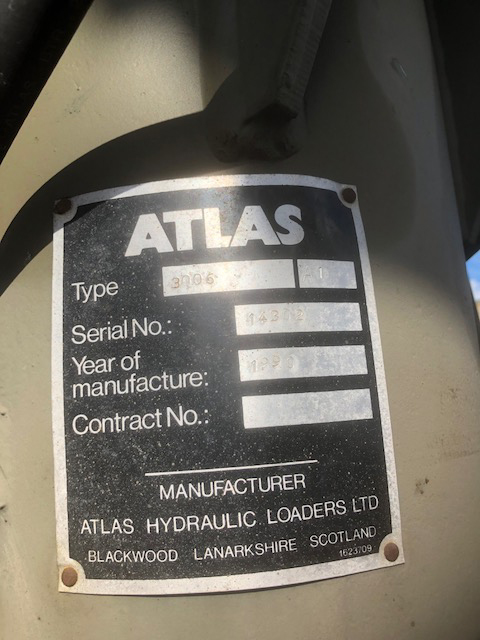 ATLAS
Type
Serial No.:
Year of
manufacture:
Contract No.:
MANUFACTURER
ATLAS HYDRAULIC LOADERS LTD
BLACKWOOD LANARKSHIRE SCOTLAND
1623709